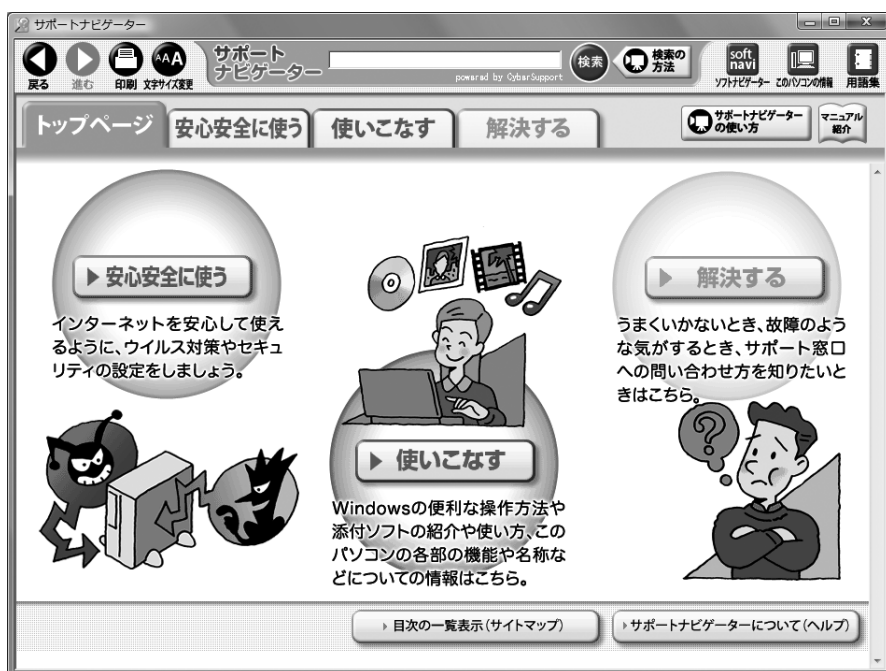 サポートナビゲーター
戻る
進む
印刷
AAA
文字サイズ変更
サポート
ナビゲーター
powered by CyberSupport
検索
検索の
方法
soft
navi
ソフトナビゲーター
このパソコンの情報
用語集
トップページ
安心安全に使う
使いこなす
解決する
サポートナビゲーター
の使い方
マニュアル
紹介
安心安全に使う
インターネットを安心して使え
るように、ウイルス対策やセキュ
リティの設定をしましょう。
使いこなす
Windowsの便利な操作方法や
添付ソフトの紹介や使い方、この
パソコンの各部の機能や名称な
どについての情報はこちら。
解決する
うまくいかないとき、故障のよう
な気がするとき、サポート窓口
への問い合わせ方を知りたいと
きはこちら。
?
目次の一覧表示(サイトマップ)
サポートナビゲーターについて(ヘルプ)